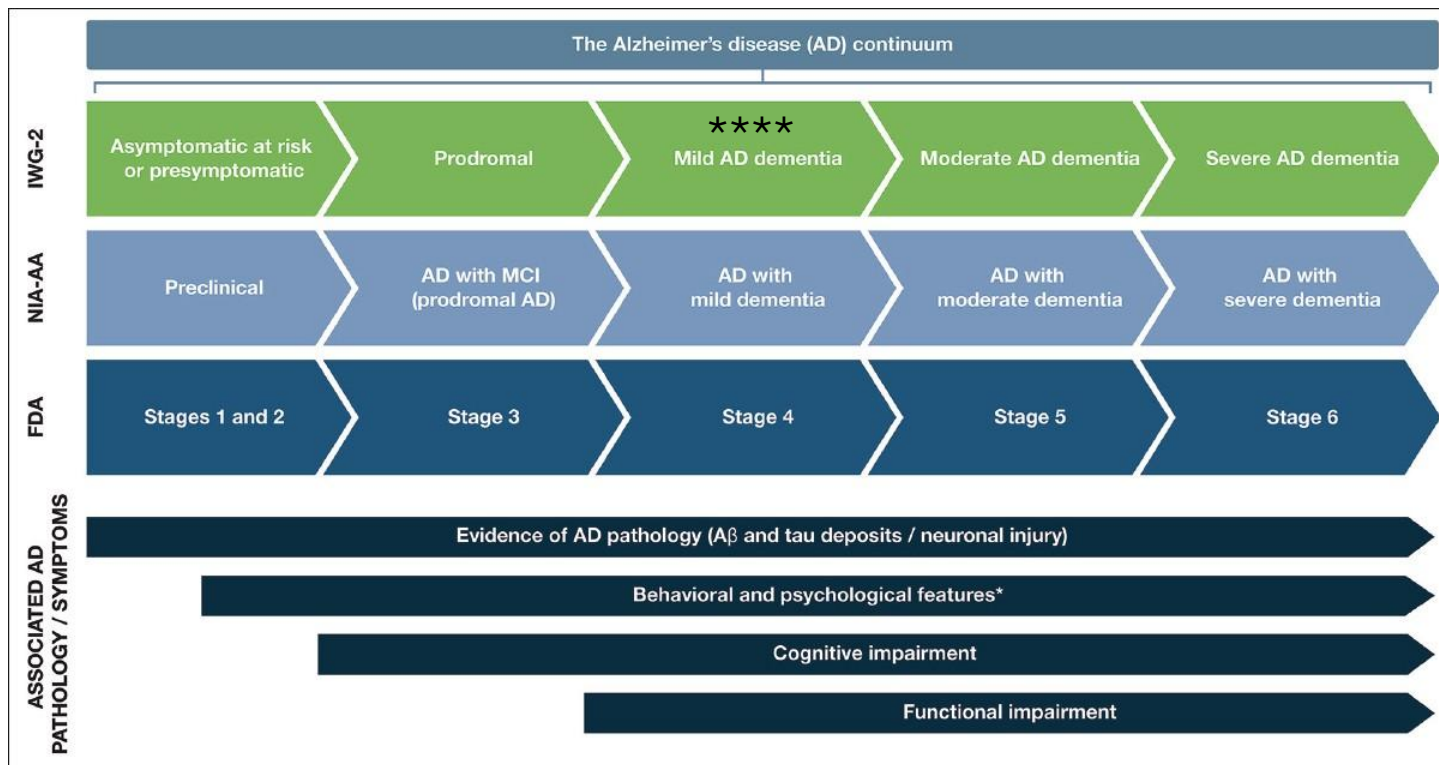 The Alzheimer's disease (AD) continuum
IWG-2
Asymptomatic at risk
or presymptomatic
Prodromal
****
Mild AD dementia
Moderate AD dementia
Severe AD dementia
NIA-AA
Preclinical
AD with MCI
(prodromal AD)
AD with
mild dementia
AD with
moderate dementia
AD with
severe dementia
FDA
Stages 1 and 2
Stage 3
Stage 4
Stage 5
Stage 6
ASSOCIATED AD
PATHOLOGY / SYMPTOMS
Evidence of AD pathology (Aβ and tau deposits / neuronal injury)
Behavioral and psychological features*
Cognitive impairment
Functional impairment